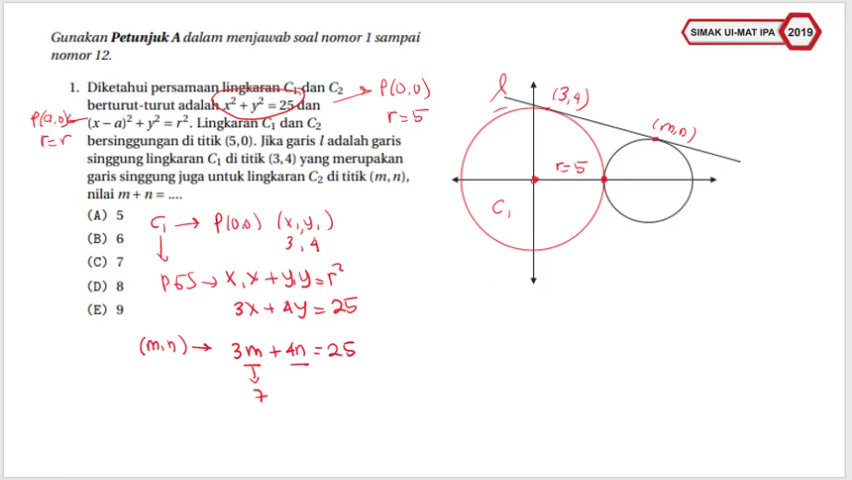 Gunakan Petunjuk A dalam menjawab soal nomor 1 sampai
nomor 12.
SIMAK UI-MAT IPA 2019
1. Diketahui persamaan lingkaran C₁ dan C₂
berturut-turut adalah x² + y² = 25 dan
(x – a)² + y² = r². Lingkaran C₁ dan C₂
bersinggungan di titik (5,0). Jika garis l adalah garis
singgung lingkaran C₁ di titik (3,4) yang merupakan
garis singgung juga untuk lingkaran C₂ di titik (m,n),
nilai m + n = ....
(A) 5
(B) 6
(C) 7
(D) 8
(E) 9
P(0,0)
r=5
P(a,0)
r=r
C₁ → P(0,0) (x₁,y₁)
3, 4
PGS → x₁x + y₁y = r²
3x + 4y = 25
(m,n) → 3m + 4n = 25
7
l
(3,4)
(m,n)
r=5
C₁